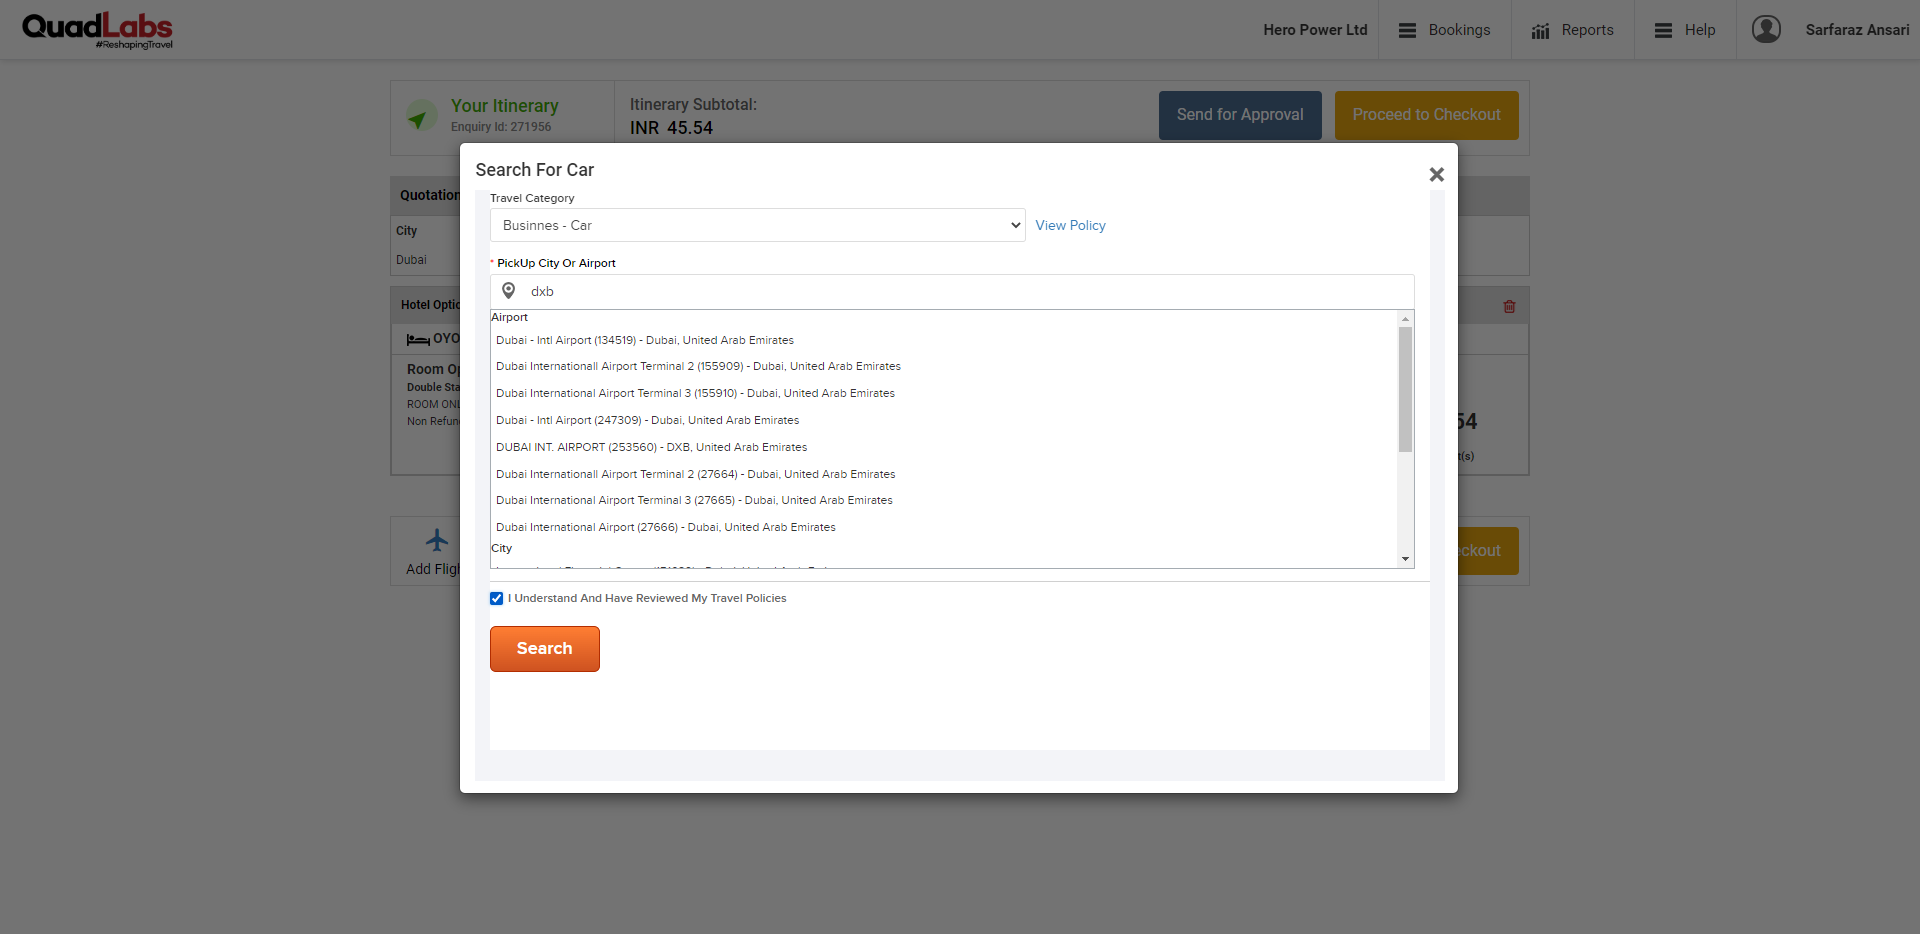 QuadLabs
#ReshapingTravel
Hero Power Ltd
Bookings
Reports
Help
Sarfaraz Ansari
Your Itinerary
Enquiry Id: 271956
Itinerary Subtotal:
INR 45.54
Send for Approval
Proceed to Checkout
Search For Car
Travel Category
Businnes - Car
View Policy
* PickUp City Or Airport
dxb
Airport
Dubai - Intl Airport (134519) - Dubai, United Arab Emirates
Dubai Internationall Airport Terminal 2 (155909) - Dubai, United Arab Emirates
Dubai International Airport Terminal 3 (155910) - Dubai, United Arab Emirates
Dubai - Intl Airport (247309) - Dubai, United Arab Emirates
DUBAI INT. AIRPORT (253560) - DXB, United Arab Emirates
Dubai Internationall Airport Terminal 2 (27664) - Dubai, United Arab Emirates
Dubai International Airport Terminal 3 (27665) - Dubai, United Arab Emirates
Dubai International Airport (27666) - Dubai, United Arab Emirates
City
I Understand And Have Reviewed My Travel Policies
Search
Quotation
City
Dubai
Hotel Optio
OYO
Room Op
Double Sta
ROOM ONL
Non Refun
54
t(s)
Add Fligh
ckout